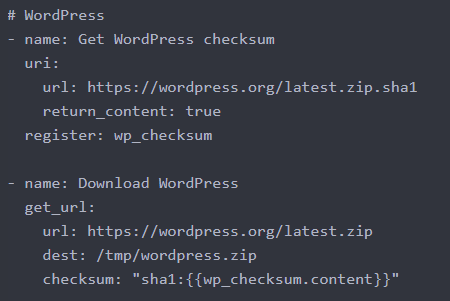 # WordPress
- name: Get WordPress checksum
  uri:
    url: https://wordpress.org/latest.zip.sha1
    return_content: true
  register: wp_checksum

- name: Download WordPress
  get_url:
    url: https://wordpress.org/latest.zip
    dest: /tmp/wordpress.zip
    checksum: "sha1:{{wp_checksum.content}}"